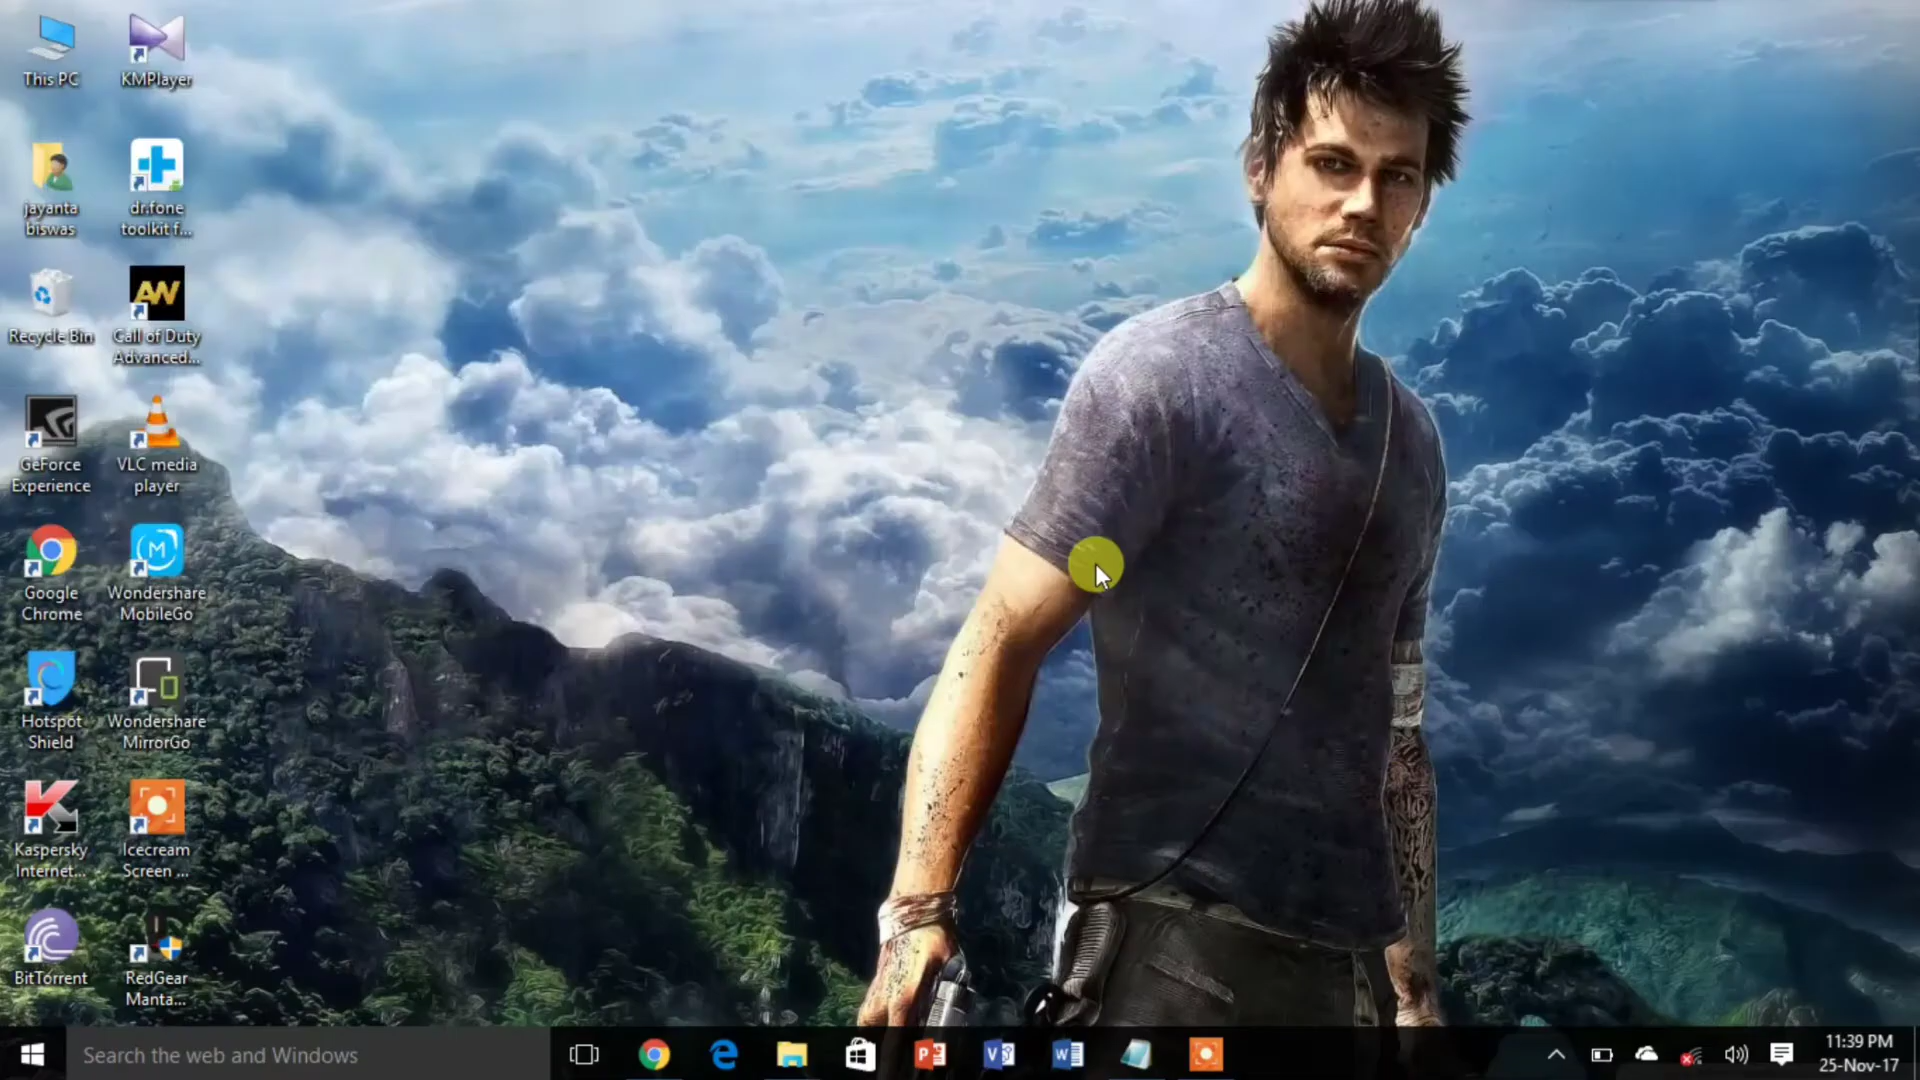 This PC
KMPlayer
jayanta
biswas
dr.fone
toolkit f...
Recycle Bin
AW
Call of Duty
Advanced...
GeForce
Experience
VLC media
player
Google
Chrome
M
Wondershare
MobileGo
Hotspot
Shield
Wondershare
MirrorGo
Kaspersky
Internet...
Icecream
Screen ...
BitTorrent
RedGear
Manta...
Search the web and Windows
11:39 PM
25-Nov-17